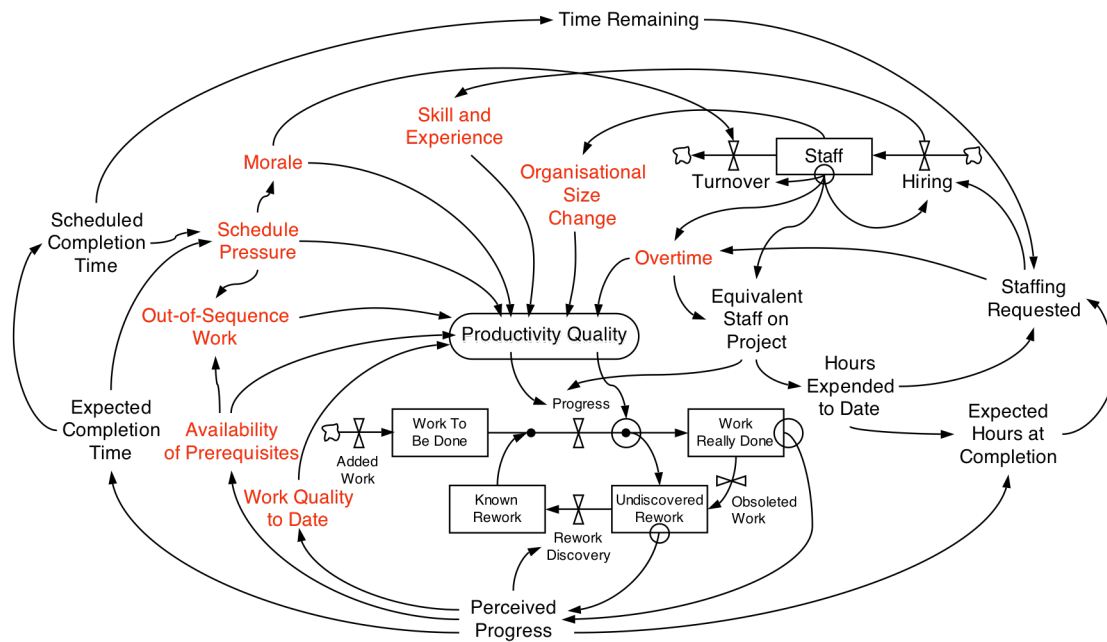 Time Remaining
Skill and
Experience
Morale
Organisational
Size
Change
Staff
Turnover
Hiring
Scheduled
Completion
Time
Schedule
Pressure
Overtime
Staffing
Requested
Out-of-Sequence
Work
Equivalent
Staff on
Project
Productivity Quality
Hours
Expended
to Date
Progress
Expected
Completion
Time
Availability
of Prerequisites
Work To
Be Done
Work
Really Done
Expected
Hours at
Completion
Added
Work
Work Quality
to Date
Known
Rework
Undiscovered
Rework
Obsoleted
Work
Rework
Discovery
Perceived
Progress